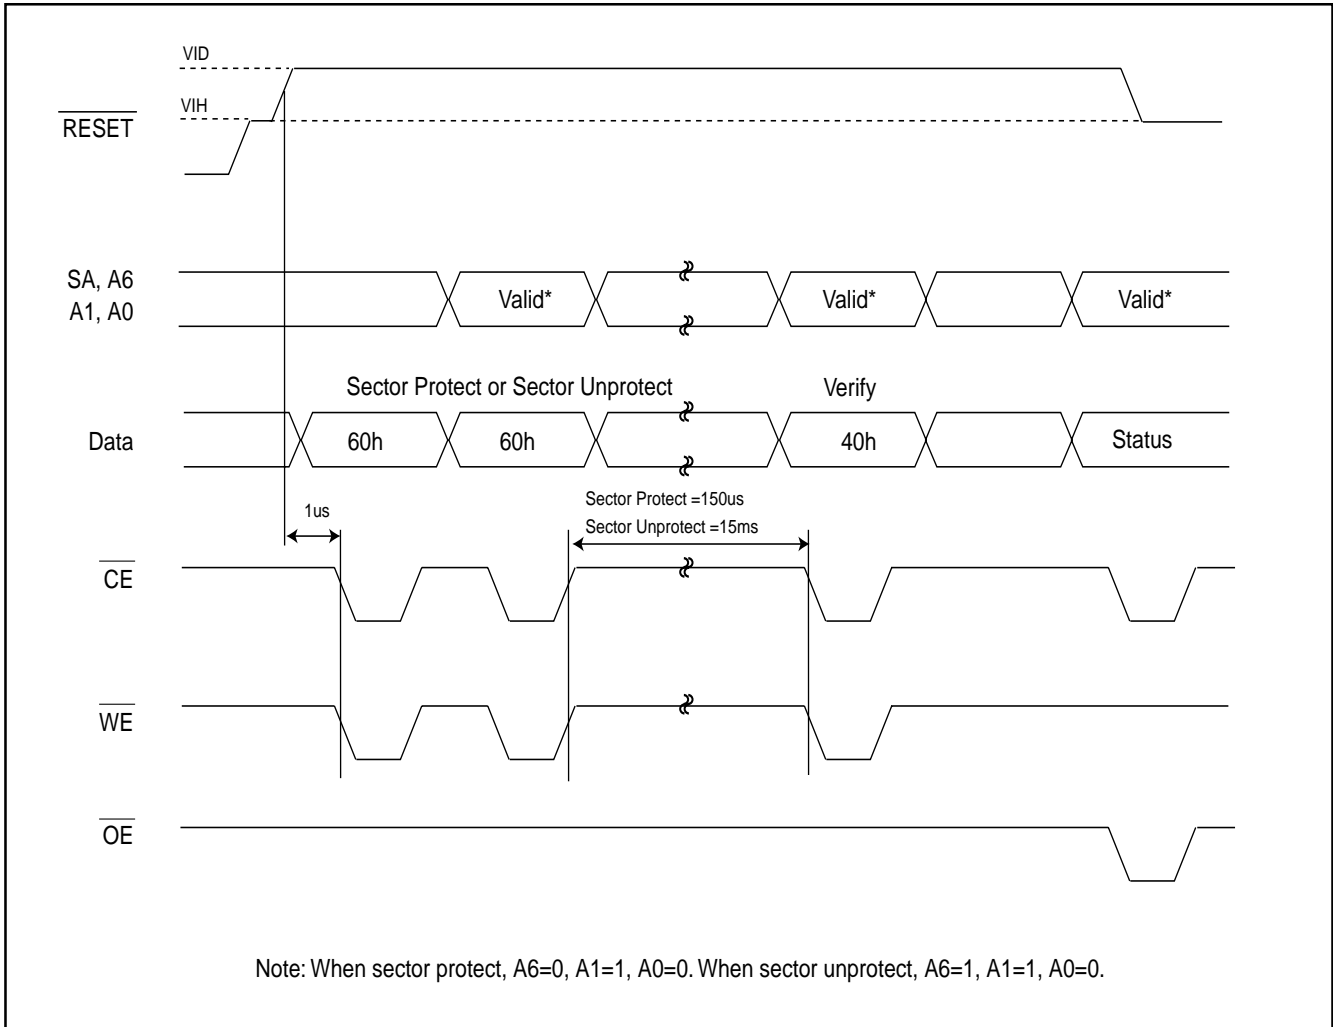 VID
VIH
RESET
SA, A6
A1, A0
Valid*
Valid*
Valid*
Sector Protect or Sector Unprotect
Verify
Data
60h
60h
40h
Status
1us
Sector Protect =150us
Sector Unprotect =15ms
CE
WE
OE
Note: When sector protect, A6=0, A1=1, A0=0. When sector unprotect, A6=1, A1=1, A0=0.